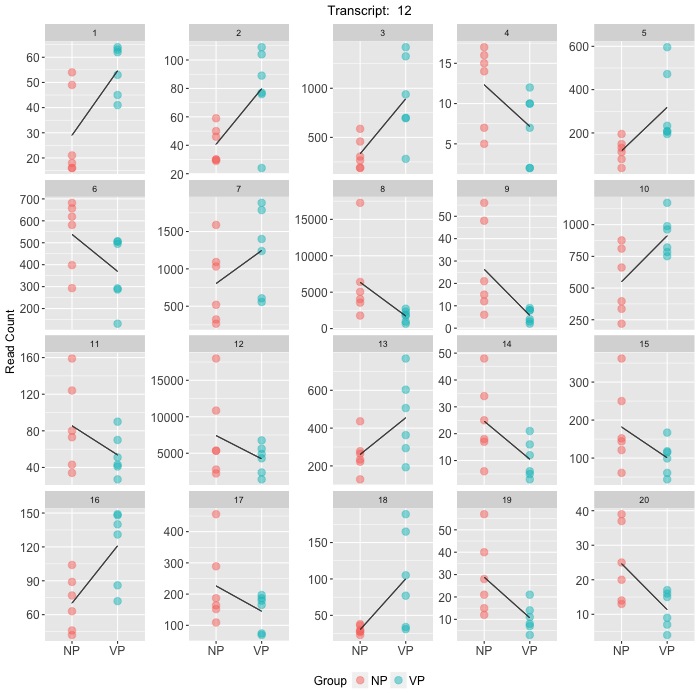 Transcript: 12
1 2 3 4 5
60 50 40 30 20
100 80 60 40 20
1000 500
15 10 5
600 400 200
6 7 8 9 10
700 600 500 400 300 200
1500 1000 500
15000 10000 5000 0
50 40 30 20 10 0
1000 750 500 250
Read Count
11 12 13 14 15
160 120 80 40
15000 10000 5000
600 400 200
50 40 30 20 10
300 200 100
16 17 18 19 20
150 120 90 60
400 300 200 100
150 100 50
50 40 30 20 10
40 30 20 10
NP VP NP VP NP VP NP VP NP VP
Group NP VP